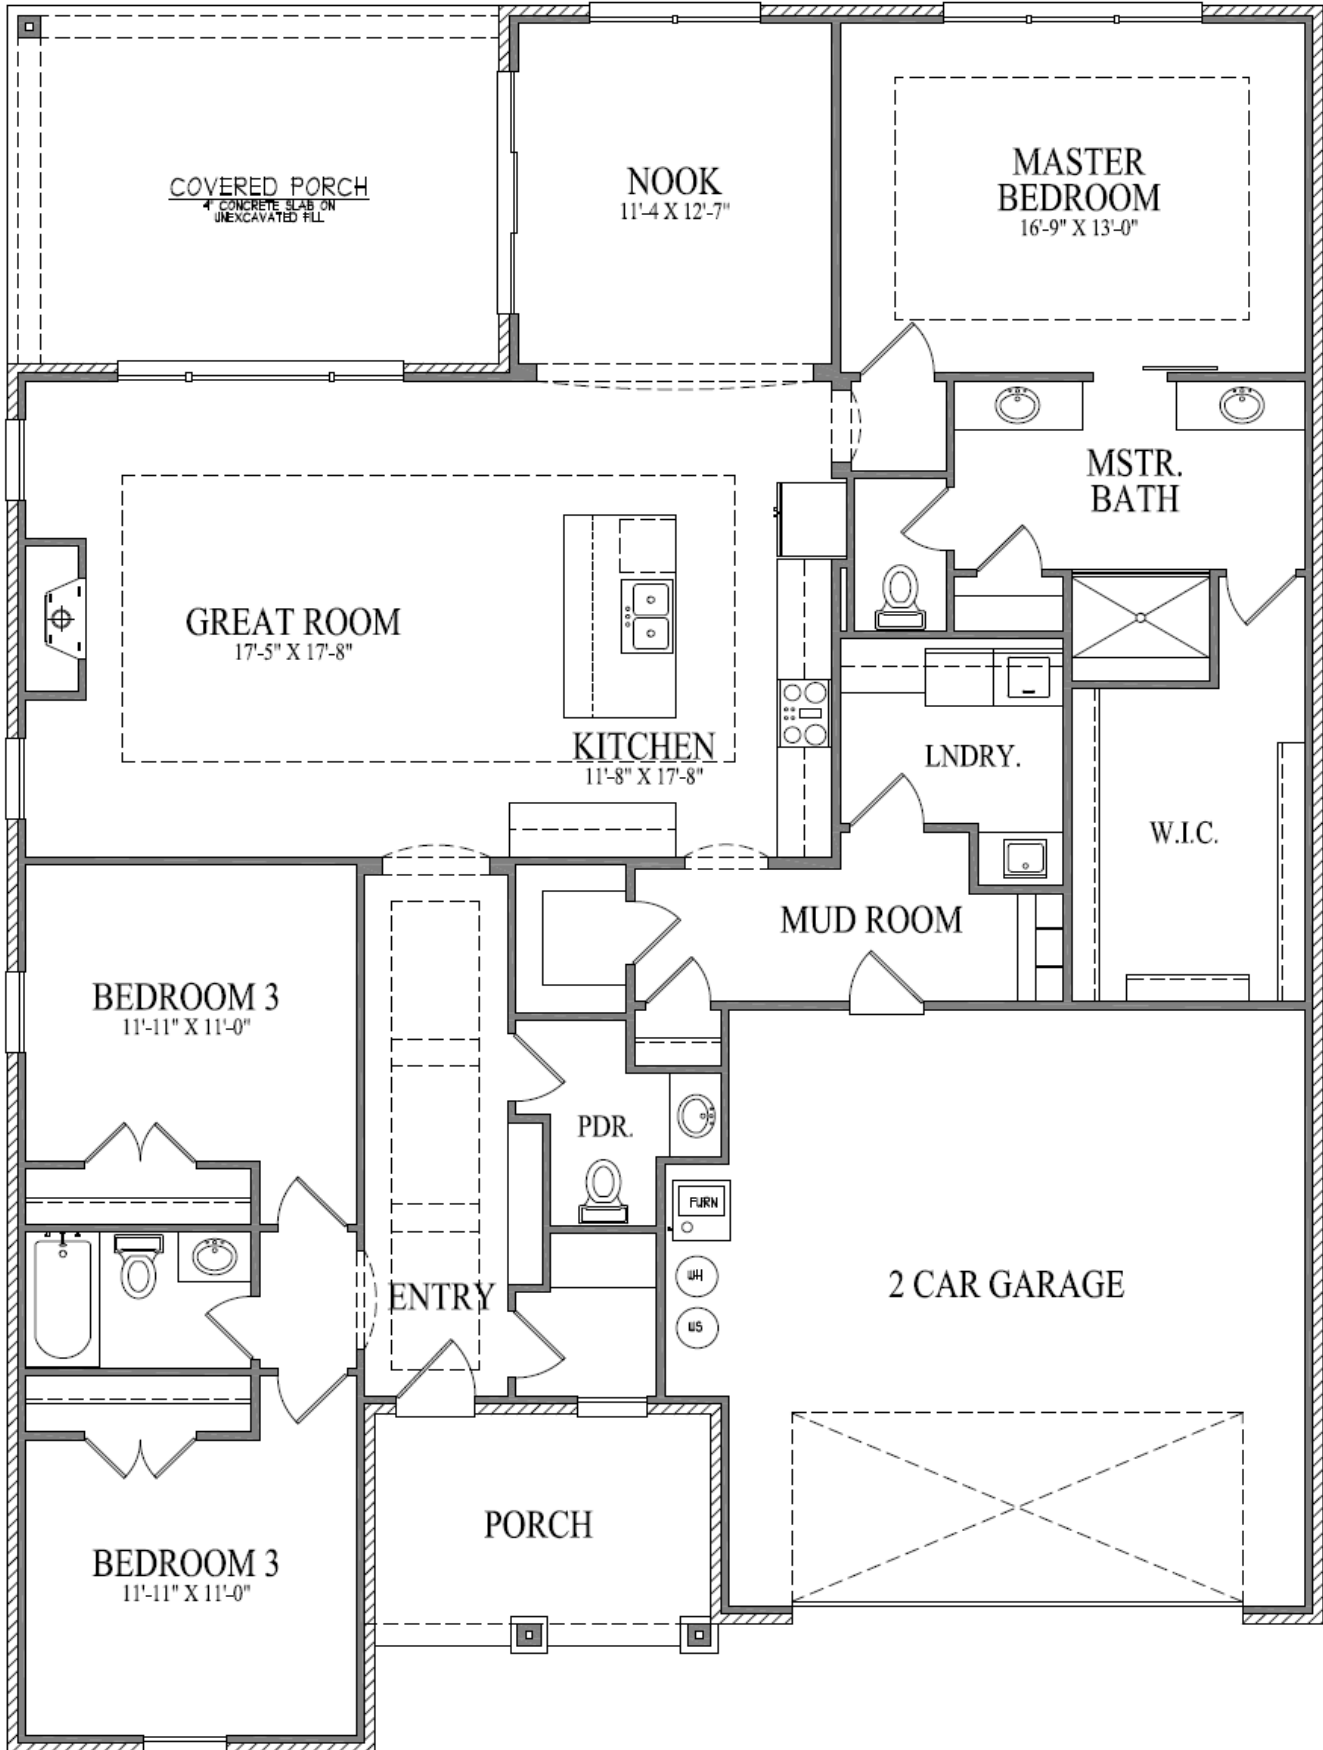 COVERED PORCH
4" CONCRETE SLAB ON
UNEXCAVATED FILL
NOOK
11'-4 X 12'-7"
MASTER
BEDROOM
16'-9" X 13'-0"
MSTR.
BATH
GREAT ROOM
17'-5" X 17'-8"
KITCHEN
11'-8" X 17'-8"
LNDRY.
W.I.C.
MUD ROOM
BEDROOM 3
11'-11" X 11'-0"
PDR.
FURN
WH
WS
ENTRY
2 CAR GARAGE
PORCH
BEDROOM 3
11'-11" X 11'-0"